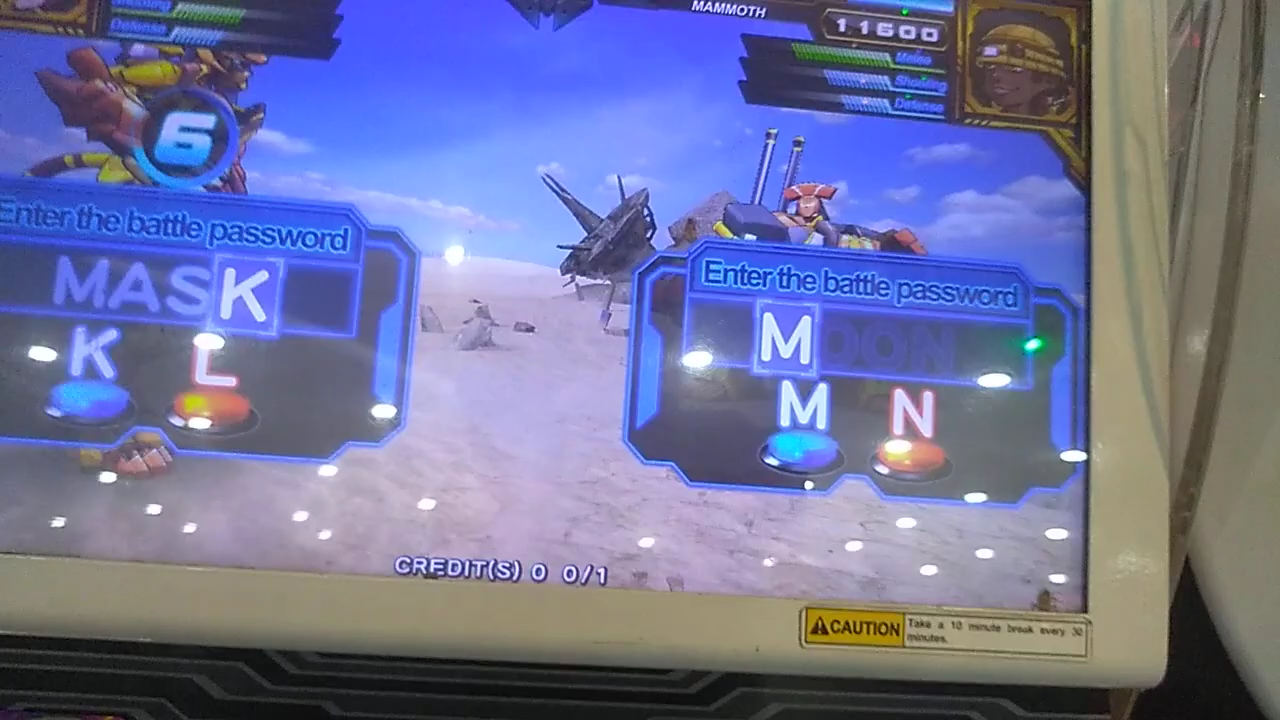 Shooting
Defense
MAMMOTH
11600
Melee
Shooting
Defense
6
Enter the battle password
MASK
K L
Enter the battle password
MOON
M N
CREDIT(S) 0 0/1
CAUTION
Take a 10 minute break every 30
minutes.